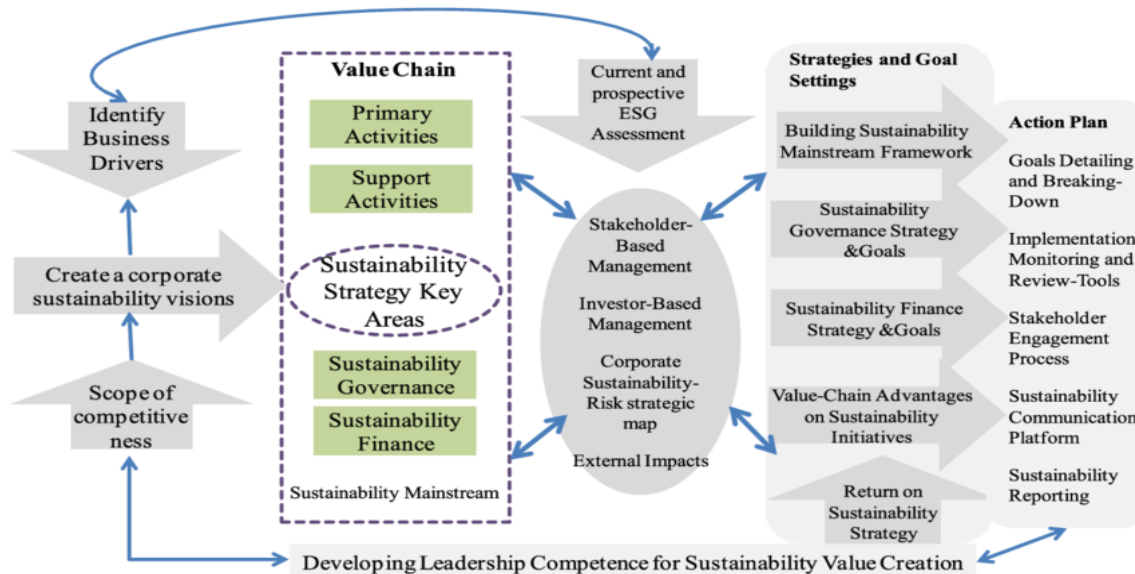 Identify
Business
Drivers
Create a corporate
sustainability visions
Scope of
competitive
ness
Value Chain
Primary
Activities
Support
Activities
Sustainability
Strategy Key
Areas
Sustainability
Governance
Sustainability
Finance
Sustainability Mainstream
Current and
prospective
ESG
Assessment
Stakeholder-
Based
Management
Investor-Based
Management
Corporate
Sustainability-
Risk strategic
map
External Impacts
Strategies and Goal
Settings
Building Sustainability
Mainstream Framework
Sustainability
Governance Strategy
&Goals
Sustainability Finance
Strategy &Goals
Value-Chain Advantages
on Sustainability
Initiatives
Return on
Sustainability
Strategy
Action Plan
Goals Detailing
and Breaking-
Down
Implementation
Monitoring and
Review-Tools
Stakeholder
Engagement
Process
Sustainability
Communication
Platform
Sustainability
Reporting
Developing Leadership Competence for Sustainability Value Creation